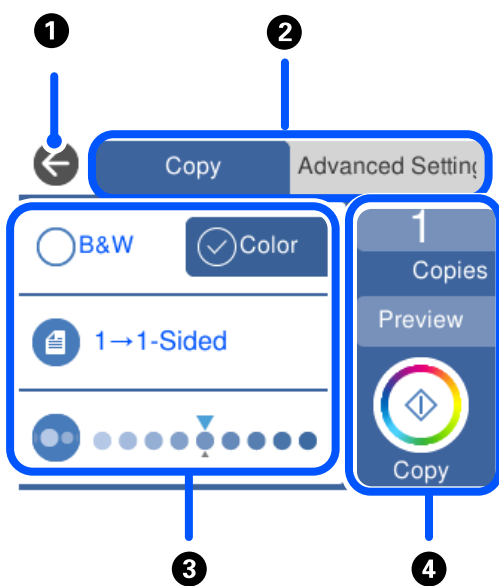 1 2
Copy Advanced Setting
B&W Color
1→1-Sided
1
Copies
Preview
Copy
3 4